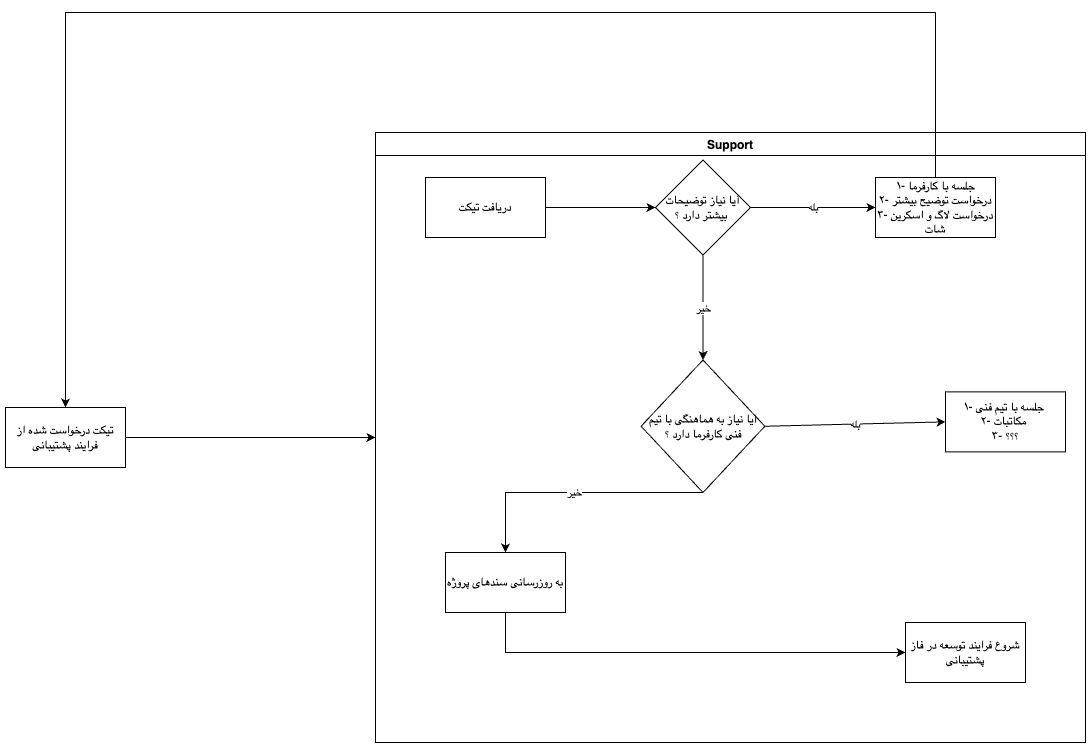 Support
دریافت تیکت
آیا نیاز توضیحات
بیشتر دارد ؟
بله
۱- جلسه با کارفرما
۲- درخواست توضیح بیشتر
۳- درخواست لاگ و اسکرین
شات
خیر
تیکت درخواست شده از
فرایند پشتیبانی
آیا نیاز به هماهنگی با تیم
فنی کارفرما دارد ؟
بله
۱- جلسه با تیم فنی
۲- مکاتبات
۳- ؟؟؟
خیر
به روزرسانی سندهای پروژه
شروع فرایند توسعه در فاز
پشتیبانی